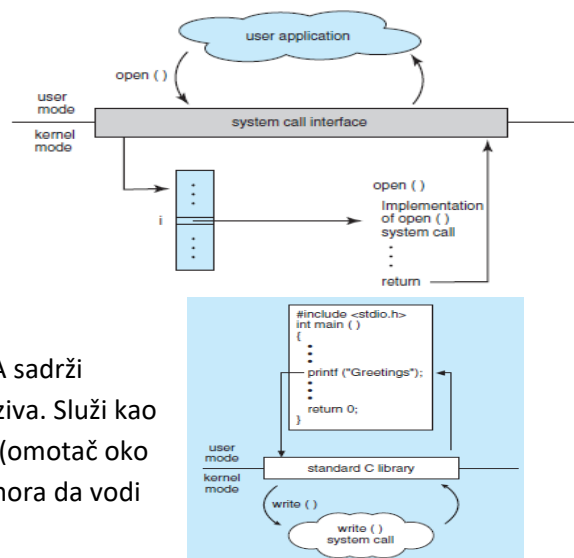 user application
open ( )
user
mode
system call interface
kernel
mode
open ( )
i
Implementation
of open ( )
system call
return
#include <stdio.h>
int main ( )
{
printf ("Greetings");
return 0;
}
A sadrži
ziva. Služi kao
(omotač oko
mora da vodi
user
mode
standard C library
kernel
mode
write ( )
write ( )
system call